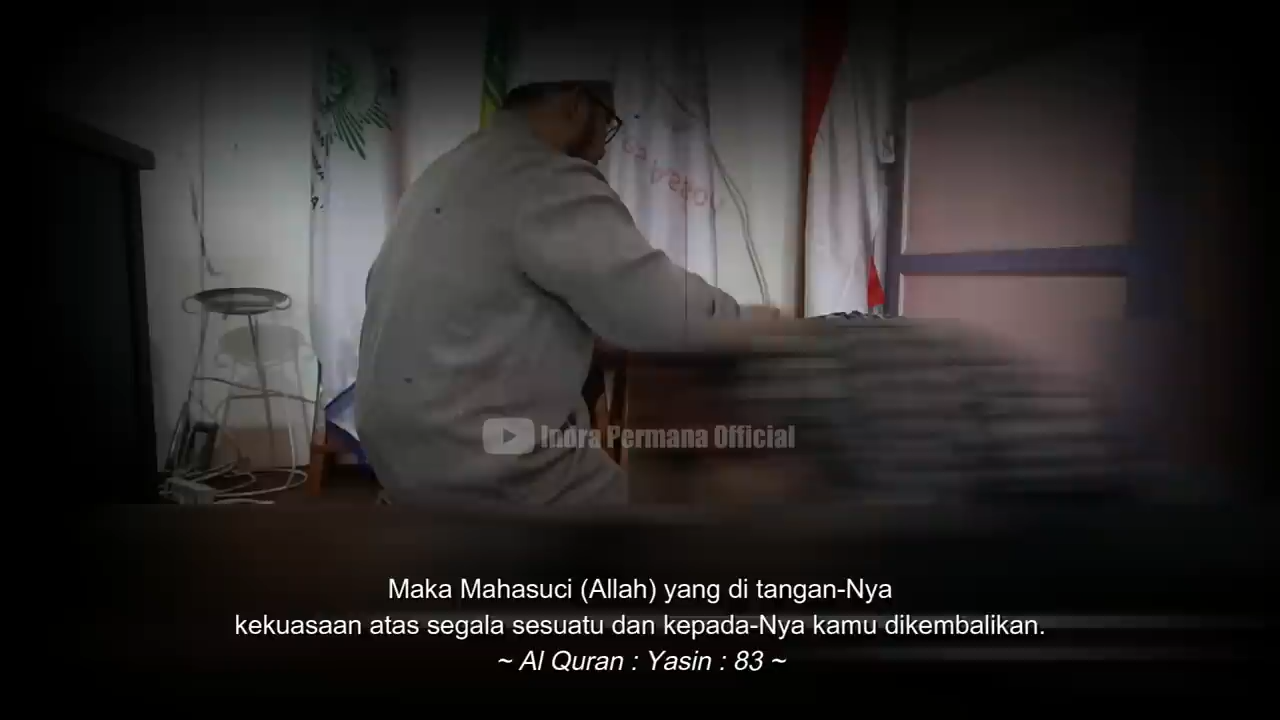 Indra Permana Official
Maka Mahasuci (Allah) yang di tangan-Nya
kekuasaan atas segala sesuatu dan kepada-Nya kamu dikembalikan.
~ Al Quran : Yasin : 83 ~